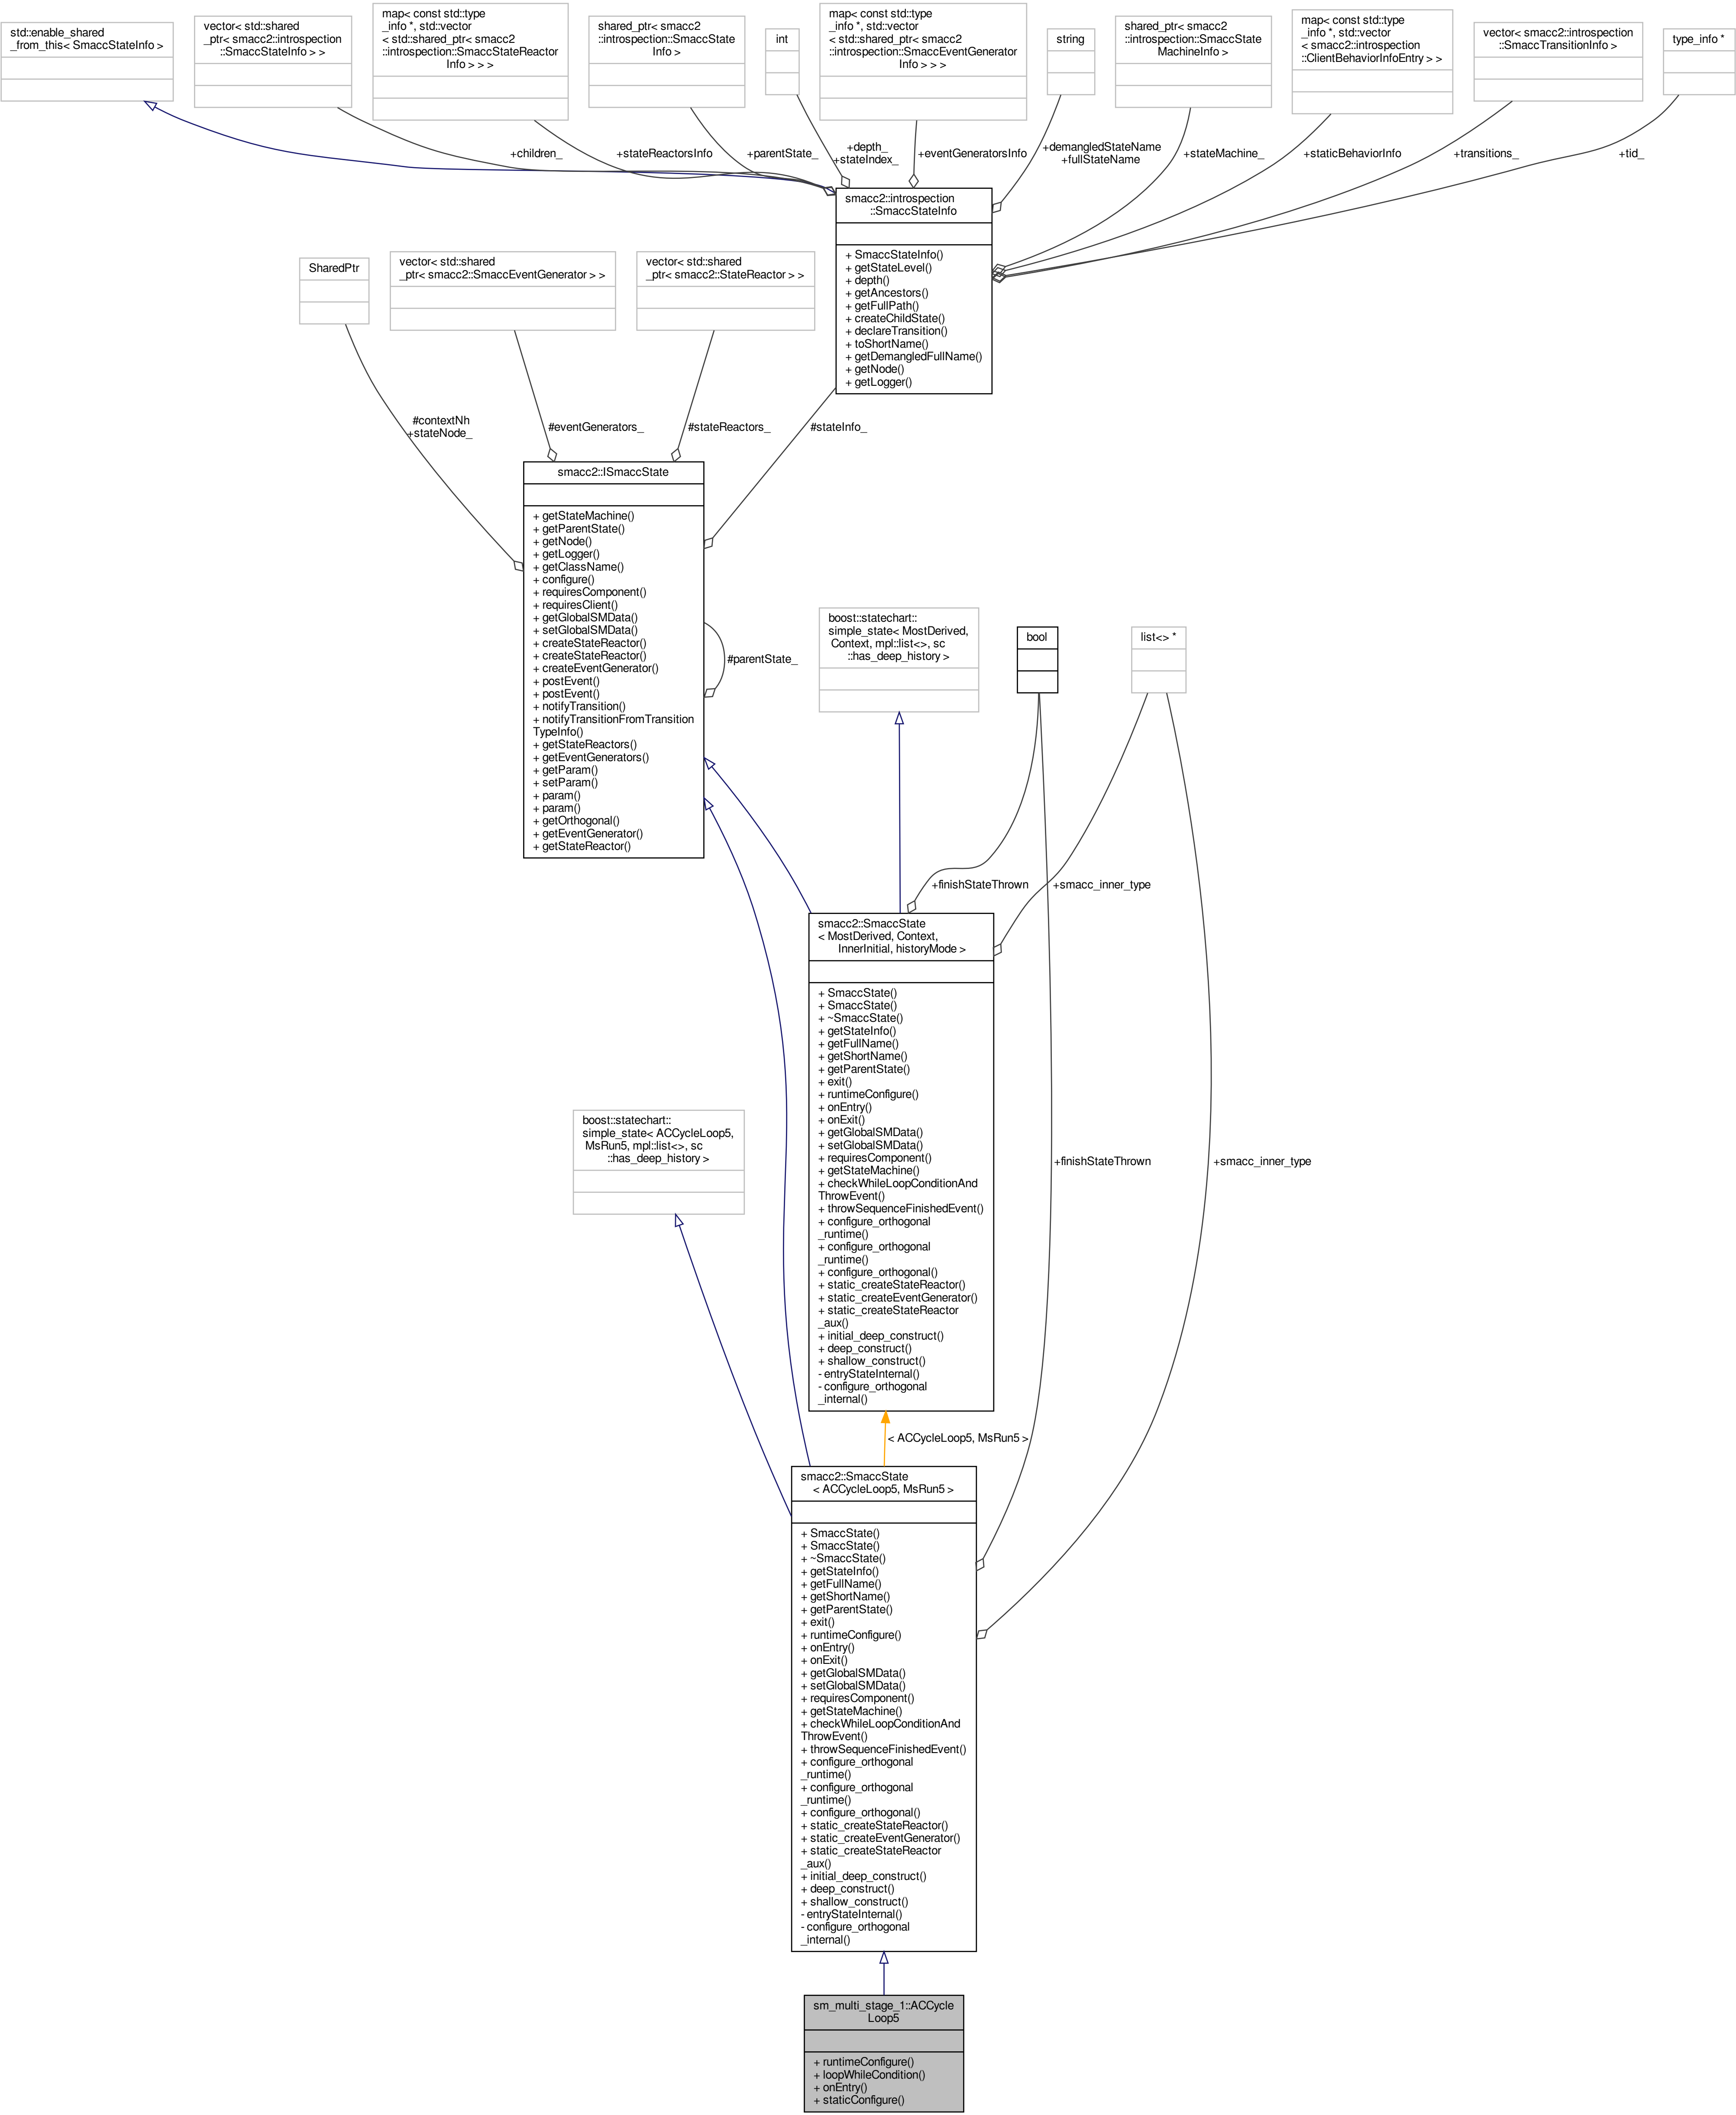 std::enable_shared
_from_this< SmaccStateInfo >
vector< std::shared
_ptr< smacc2::introspection
::SmaccStateInfo > >
map< const std::type
_info *, std::vector
< std::shared_ptr< smacc2
::introspection::SmaccStateReactor
Info > > >
shared_ptr< smacc2
::introspection::SmaccState
Info >
int
map< const std::type
_info *, std::vector
< std::shared_ptr< smacc2
::introspection::SmaccEventGenerator
Info > > >
string
shared_ptr< smacc2
::introspection::SmaccState
MachineInfo >
map< const std::type
_info *, std::vector
< smacc2::introspection
::ClientBehaviorInfoEntry > >
vector< smacc2::introspection
::SmaccTransitionInfo >
type_info *
+children_
+stateReactorsInfo
+parentState_
+depth_
+stateIndex_
+eventGeneratorsInfo
+demangledStateName
+fullStateName
+stateMachine_
+staticBehaviorInfo
+transitions_
+tid_
smacc2::introspection
::SmaccStateInfo
+ SmaccStateInfo()
+ getStateLevel()
+ depth()
+ getAncestors()
+ getFullPath()
+ createChildState()
+ declareTransition()
+ toShortName()
+ getDemangledFullName()
+ getNode()
+ getLogger()
SharedPtr
vector< std::shared
_ptr< smacc2::SmaccEventGenerator > >
vector< std::shared
_ptr< smacc2::StateReactor > >
#contextNh
+stateNode_
#eventGenerators_
#stateReactors_
#stateInfo_
smacc2::ISmaccState
+ getStateMachine()
+ getParentState()
+ getNode()
+ getLogger()
+ getClassName()
+ configure()
+ requiresComponent()
+ requiresClient()
+ getGlobalSMData()
+ setGlobalSMData()
+ createStateReactor()
+ createStateReactor()
+ createEventGenerator()
+ postEvent()
+ postEvent()
+ notifyTransition()
+ notifyTransitionFromTransition
TypeInfo()
+ getStateReactors()
+ getEventGenerators()
+ getParam()
+ setParam()
+ param()
+ param()
+ getOrthogonal()
+ getEventGenerator()
+ getStateReactor()
#parentState_
boost::statechart::
simple_state< MostDerived,
Context, mpl::list<>, sc
::has_deep_history >
bool
list<> *
+finishStateThrown
+smacc_inner_type
smacc2::SmaccState
< MostDerived, Context,
InnerInitial, historyMode >
+ SmaccState()
+ SmaccState()
+ ~SmaccState()
+ getStateInfo()
+ getFullName()
+ getShortName()
+ getParentState()
+ exit()
+ runtimeConfigure()
+ onEntry()
+ onExit()
+ getGlobalSMData()
+ setGlobalSMData()
+ requiresComponent()
+ getStateMachine()
+ checkWhileLoopConditionAnd
ThrowEvent()
+ throwSequenceFinishedEvent()
+ configure_orthogonal
_runtime()
+ configure_orthogonal
_runtime()
+ configure_orthogonal()
+ static_createStateReactor()
+ static_createEventGenerator()
+ static_createStateReactor
_aux()
+ initial_deep_construct()
+ deep_construct()
+ shallow_construct()
- entryStateInternal()
- configure_orthogonal
_internal()
boost::statechart::
simple_state< ACCycleLoop5,
MsRun5, mpl::list<>, sc
::has_deep_history >
+finishStateThrown
+smacc_inner_type
< ACCycleLoop5, MsRun5 >
smacc2::SmaccState
< ACCycleLoop5, MsRun5 >
+ SmaccState()
+ SmaccState()
+ ~SmaccState()
+ getStateInfo()
+ getFullName()
+ getShortName()
+ getParentState()
+ exit()
+ runtimeConfigure()
+ onEntry()
+ onExit()
+ getGlobalSMData()
+ setGlobalSMData()
+ requiresComponent()
+ getStateMachine()
+ checkWhileLoopConditionAnd
ThrowEvent()
+ throwSequenceFinishedEvent()
+ configure_orthogonal
_runtime()
+ configure_orthogonal
_runtime()
+ configure_orthogonal()
+ static_createStateReactor()
+ static_createEventGenerator()
+ static_createStateReactor
_aux()
+ initial_deep_construct()
+ deep_construct()
+ shallow_construct()
- entryStateInternal()
- configure_orthogonal
_internal()
sm_multi_stage_1::ACCycle
Loop5
+ runtimeConfigure()
+ loopWhileCondition()
+ onEntry()
+ staticConfigure()